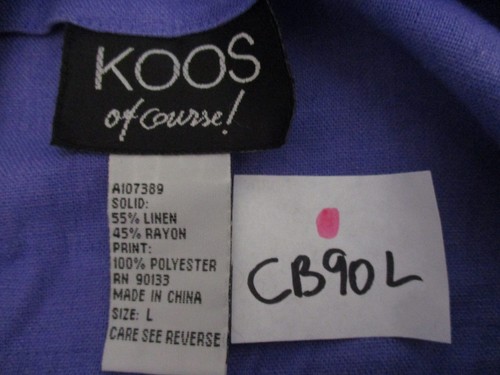 KOOS
of course!
A107389
SOLID:
55% LINEN
45% RAYON
PRINT:
100% POLYESTER
RN 90133
MADE IN CHINA
SIZE: L
CARE SEE REVERSE
CB90L